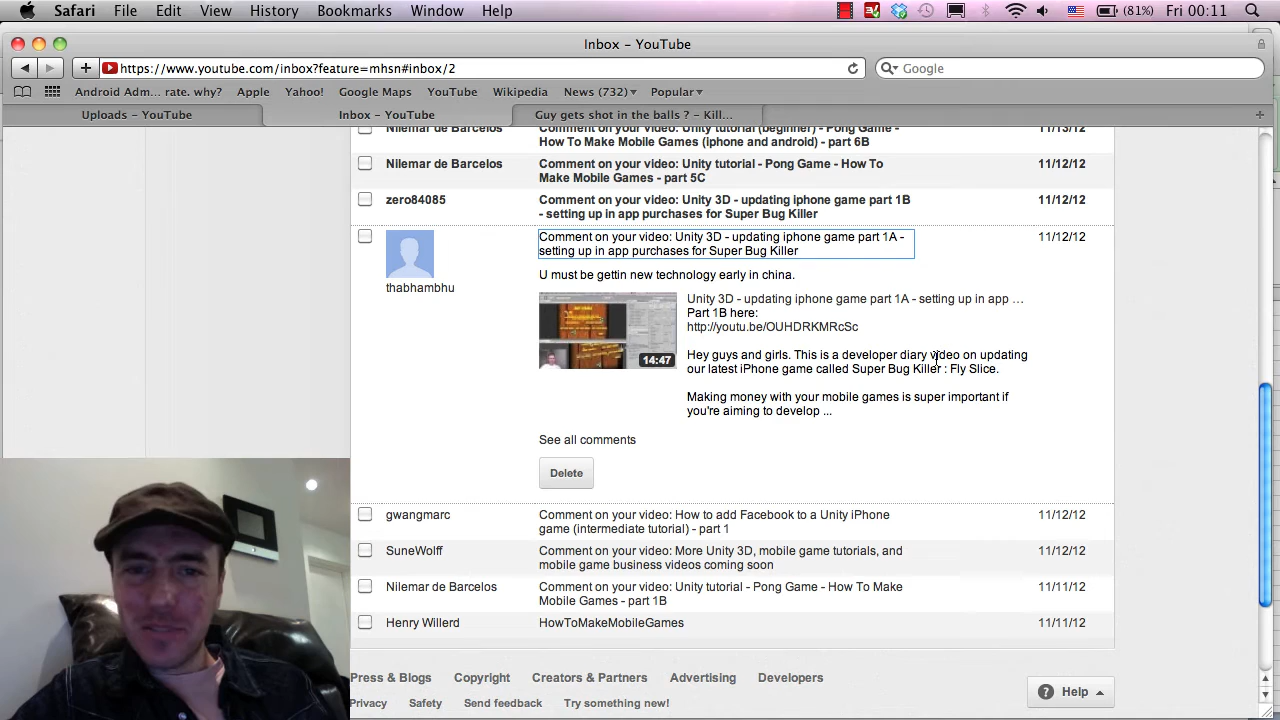 Safari File Edit View History Bookmarks Window Help (81%) Fri 00:11
Inbox – YouTube
https://www.youtube.com/inbox?feature=mhsn#inbox/2 Google
Android Adm... rate. why? Apple Yahoo! Google Maps YouTube Wikipedia News (732) Popular
Uploads – YouTube Inbox – YouTube Guy gets shot in the balls ? – Kill...
Nilemar de Barcelos Comment on your video: Unity tutorial (beginner) - Pong Game - 11/13/12
How To Make Mobile Games (iphone and android) - part 6B
Nilemar de Barcelos Comment on your video: Unity tutorial - Pong Game - How To 11/12/12
Make Mobile Games - part 5C
zero84085 Comment on your video: Unity 3D - updating iphone game part 1B 11/12/12
- setting up in app purchases for Super Bug Killer
Comment on your video: Unity 3D - updating iphone game part 1A - 11/12/12
setting up in app purchases for Super Bug Killer
U must be gettin new technology early in china.
thabhambhu
Unity 3D - updating iphone game part 1A - setting up in app ...
Part 1B here:
http://youtu.be/OUHDRKMRcSc
14:47
Hey guys and girls. This is a developer diary video on updating
our latest iPhone game called Super Bug Killer : Fly Slice.
Making money with your mobile games is super important if
you're aiming to develop ...
See all comments
Delete
gwangmarc Comment on your video: How to add Facebook to a Unity iPhone 11/12/12
game (intermediate tutorial) - part 1
SuneWolff Comment on your video: More Unity 3D, mobile game tutorials, and 11/12/12
mobile game business videos coming soon
Nilemar de Barcelos Comment on your video: Unity tutorial - Pong Game - How To Make 11/11/12
Mobile Games - part 1B
Henry Willerd HowToMakeMobileGames 11/11/12
Press & Blogs Copyright Creators & Partners Advertising Developers
Help
Privacy Safety Send feedback Try something new!